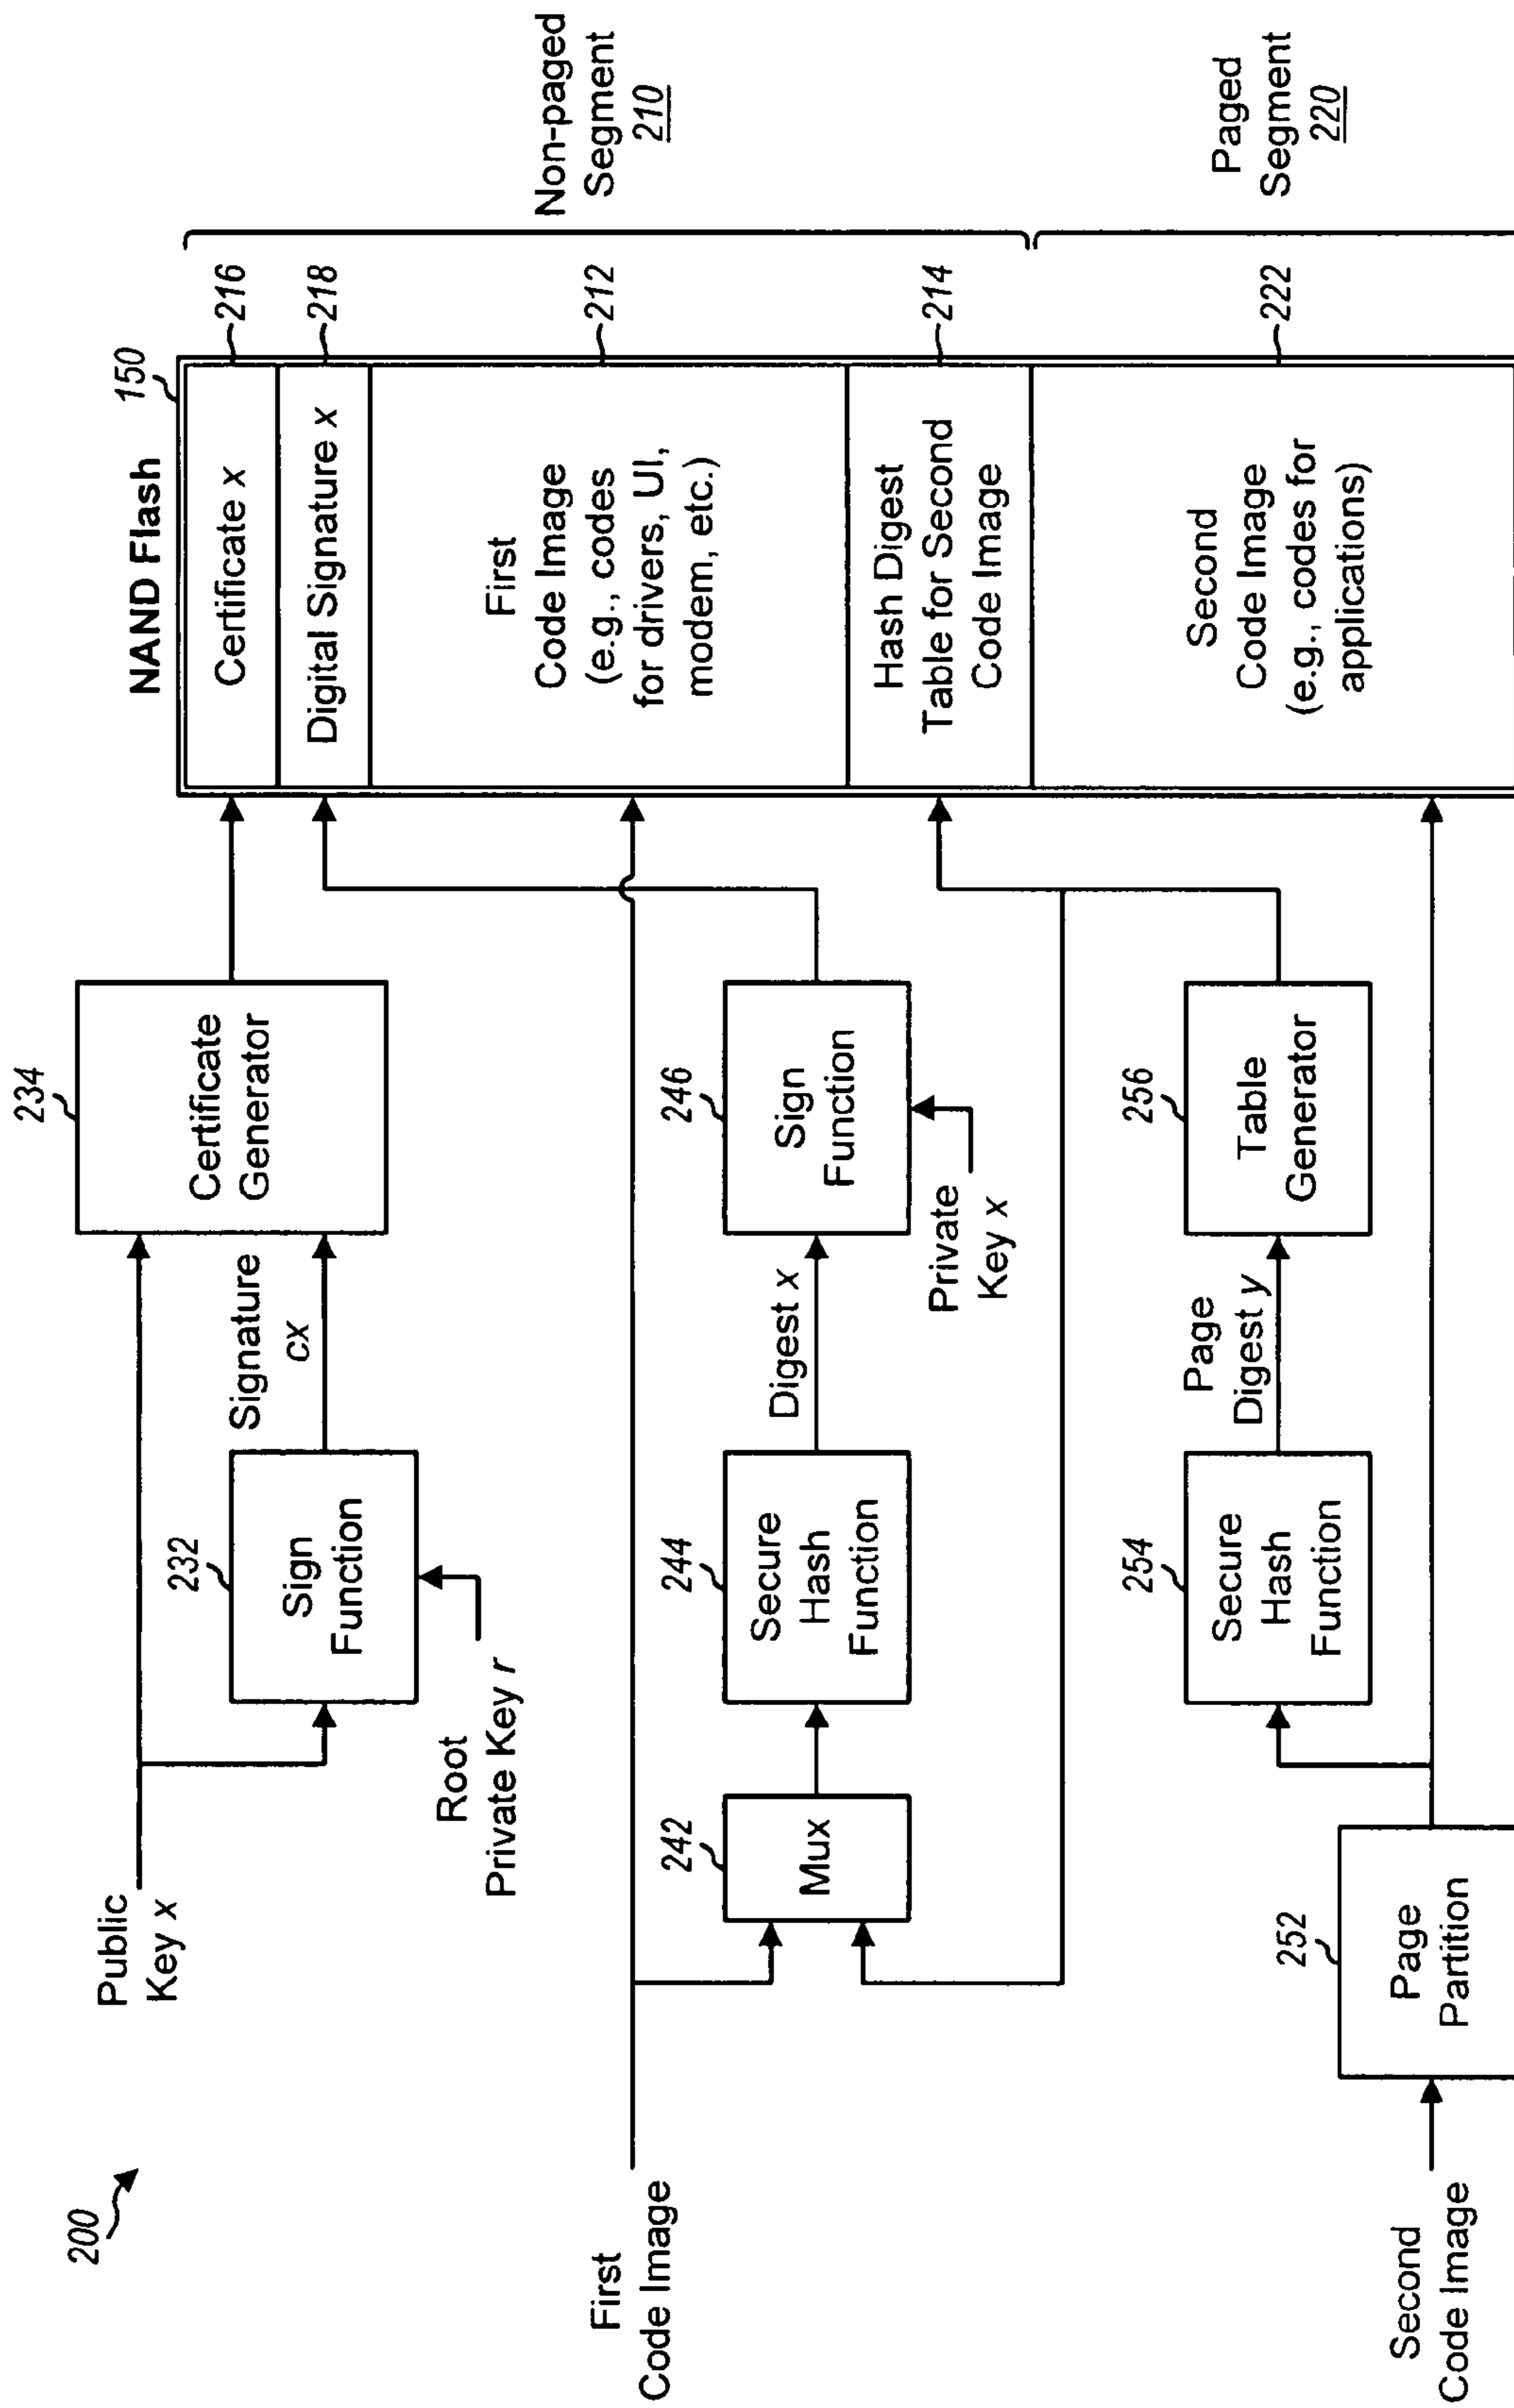 200
Public
Key x
Root
Private Key r
232
Sign
Function
Signature
cx
234
Certificate
Generator
First
Code Image
242
Mux
244
Secure
Hash
Function
Digest x
246
Sign
Function
Private
Key x
Second
Code Image
252
Page
Partition
254
Secure
Hash
Function
Page
Digest y
256
Table
Generator
NAND Flash
150
Certificate x
216
Digital Signature x
218
First
Code Image
(e.g., codes
for drivers, UI,
modem, etc.)
212
Hash Digest
Table for Second
Code Image
214
Second
Code Image
(e.g., codes for
applications)
222
Non-paged
Segment
210
Paged
Segment
220